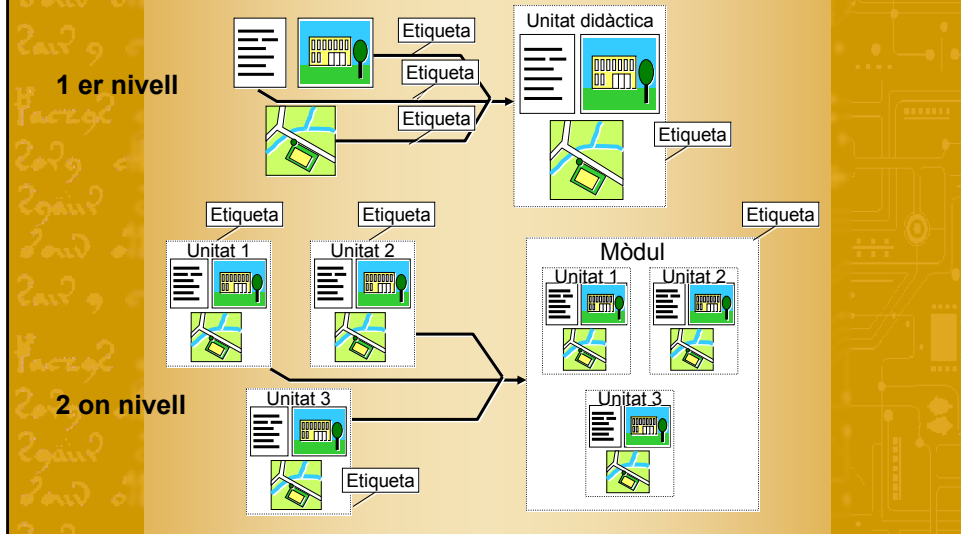 Unitat didàctica
Etiqueta
1 er nivell
Etiqueta
Etiqueta
Etiqueta
Etiqueta
Etiqueta
Etiqueta
Unitat 1
Unitat 2
Mòdul
Unitat 1
Unitat 2
2 on nivell
Unitat 3
Unitat 3
Etiqueta